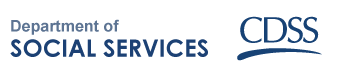 Department of
SOCIAL SERVICES
CDSS